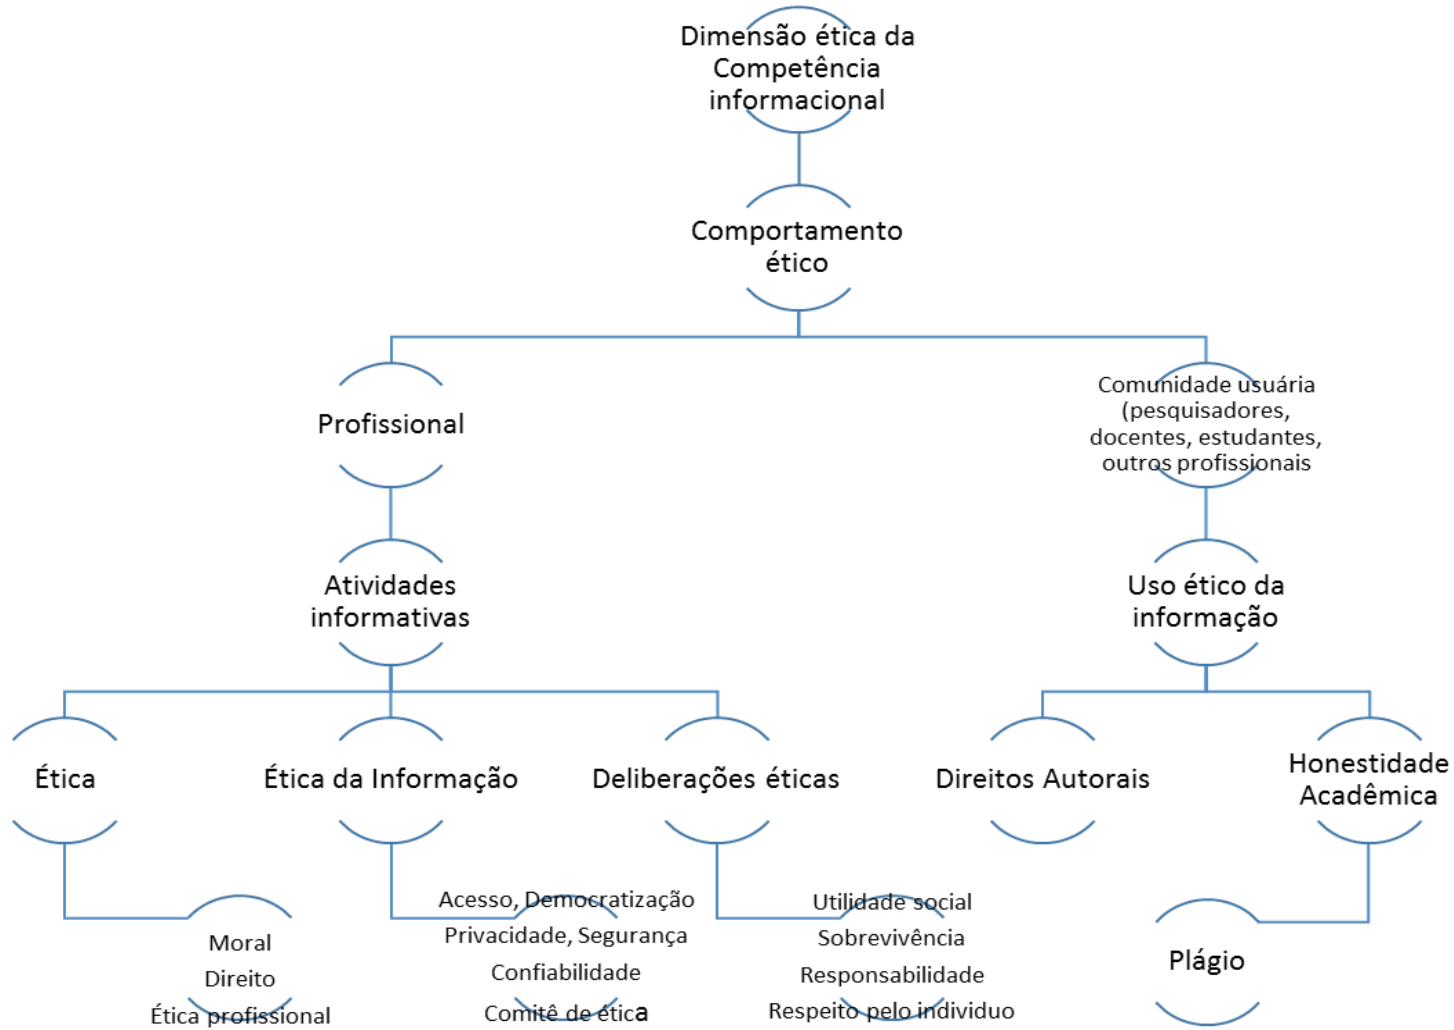 Dimensão ética da
Competência
informacional
Comportamento
ético
Profissional
Comunidade usuária
(pesquisadores,
docentes, estudantes,
outros profissionais
Atividades
informativas
Uso ético da
informação
Ética
Ética da Informação
Deliberações éticas
Direitos Autorais
Honestidade
Acadêmica
Moral
Direito
Ética profissional
Acesso, Democratização
Privacidade, Segurança
Confiabilidade
Comitê de ética
Utilidade social
Sobrevivência
Responsabilidade
Respeito pelo individuo
Plágio